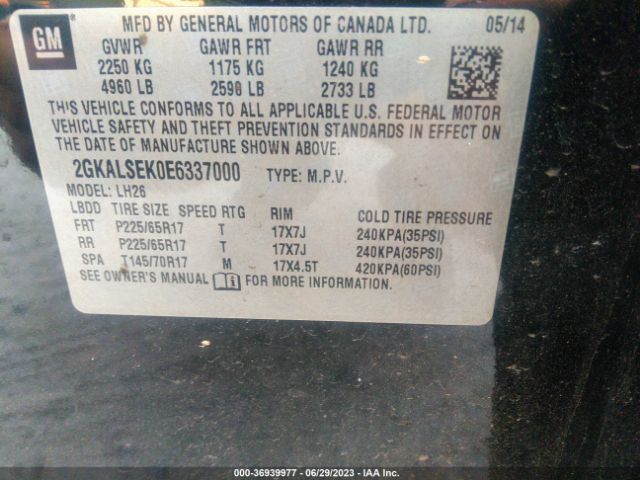 GM
MFD BY GENERAL MOTORS OF CANADA LTD. 05/14
GVWR GAWR FRT GAWR RR
2250 KG 1175 KG 1240 KG
4960 LB 2590 LB 2733 LB
THIS VEHICLE CONFORMS TO ALL APPLICABLE U.S. FEDERAL MOTOR
VEHICLE SAFETY AND THEFT PREVENTION STANDARDS IN EFFECT ON
THE DATE OF MANUFACTURE SHOWN ABOVE.
2GKALSEK0E6337000 TYPE: M.P.V.
MODEL: LH26
LBDD TIRE SIZE SPEED RTG RIM COLD TIRE PRESSURE
FRT P225/65R17 T 17X7J 240KPA(35PSI)
RR P225/65R17 T 17X7J 240KPA(35PSI)
SPA T145/70R17 M 17X4.5T 420KPA(60PSI)
SEE OWNER'S MANUAL FOR MORE INFORMATION.
000-36939977 - 06/29/2023 - IAA Inc.